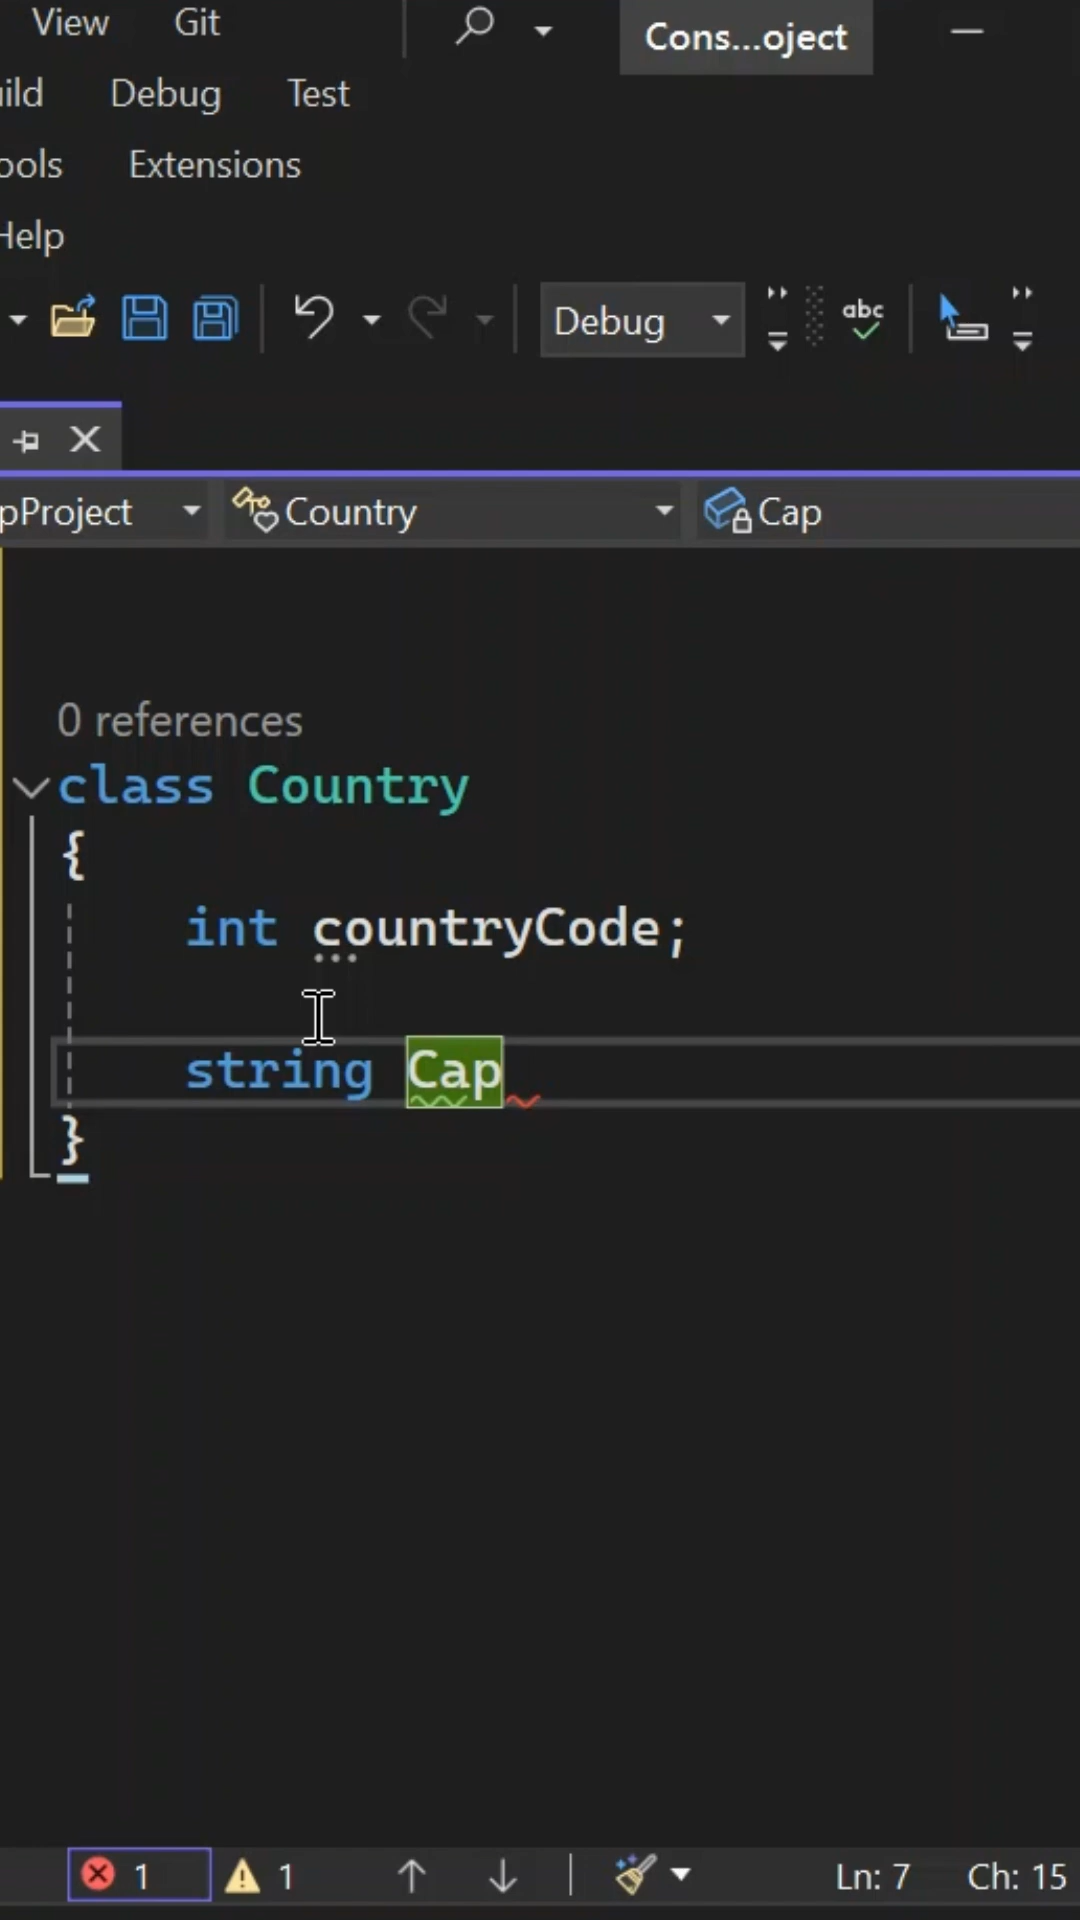 View Git Cons...oject
ild Debug Test
ools Extensions
Help
Debug abc
pProject Country Cap
0 references
class Country
{
int countryCode;
string Cap
}
1 1 Ln: 7 Ch: 15